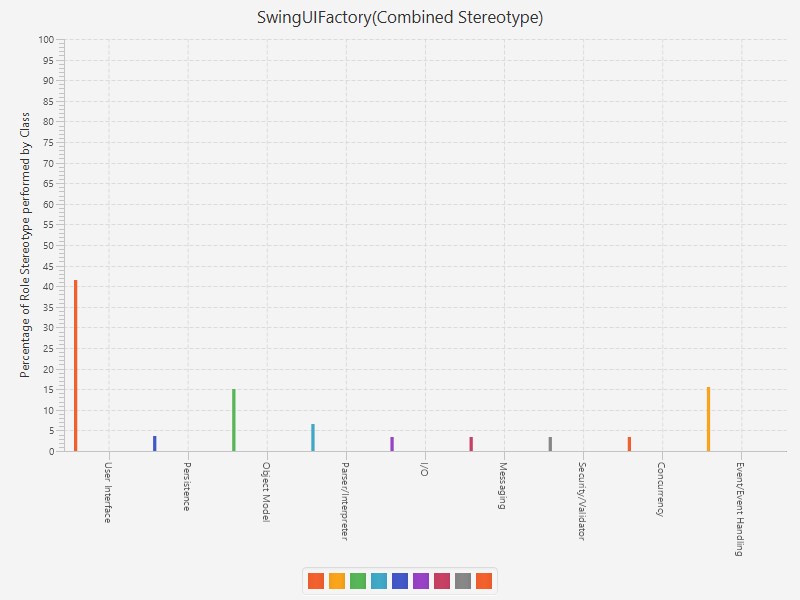 SwingUIFactory(Combined Stereotype)
Percentage of Role Stereotype performed by Class
100
95
90
85
80
75
70
65
60
55
50
45
40
35
30
25
20
15
10
5
0
User Interface
Persistence
Object Model
Parser/Interpreter
I/O
Messaging
Security/Validator
Concurrency
Event/Event Handling